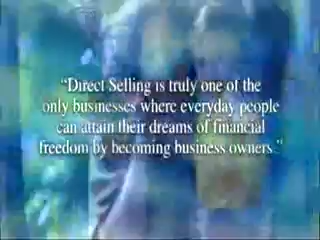 “Direct Selling is truly one of the
only businesses where everyday people
can attain their dreams of financial
freedom by becoming business owners.”